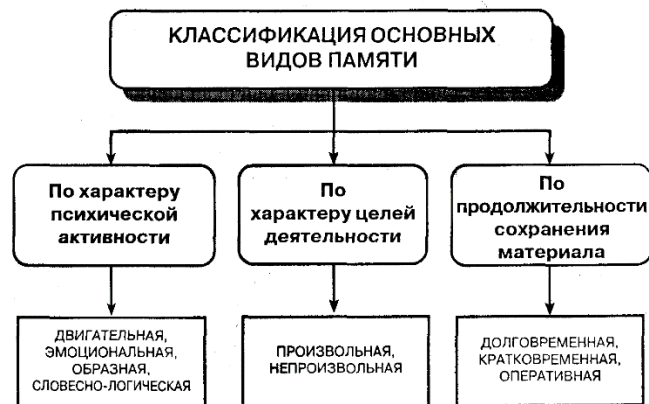 КЛАССИФИКАЦИЯ ОСНОВНЫХ
ВИДОВ ПАМЯТИ
По характеру
психической
активности
По
характеру целей
деятельности
По
продолжительности
сохранения
материала
ДВИГАТЕЛЬНАЯ,
ЭМОЦИОНАЛЬНАЯ,
ОБРАЗНАЯ,
СЛОВЕСНО-ЛОГИЧЕСКАЯ
ПРОИЗВОЛЬНАЯ,
НЕПРОИЗВОЛЬНАЯ
ДОЛГОВРЕМЕННАЯ,
КРАТКОВРЕМЕННАЯ,
ОПЕРАТИВНАЯ